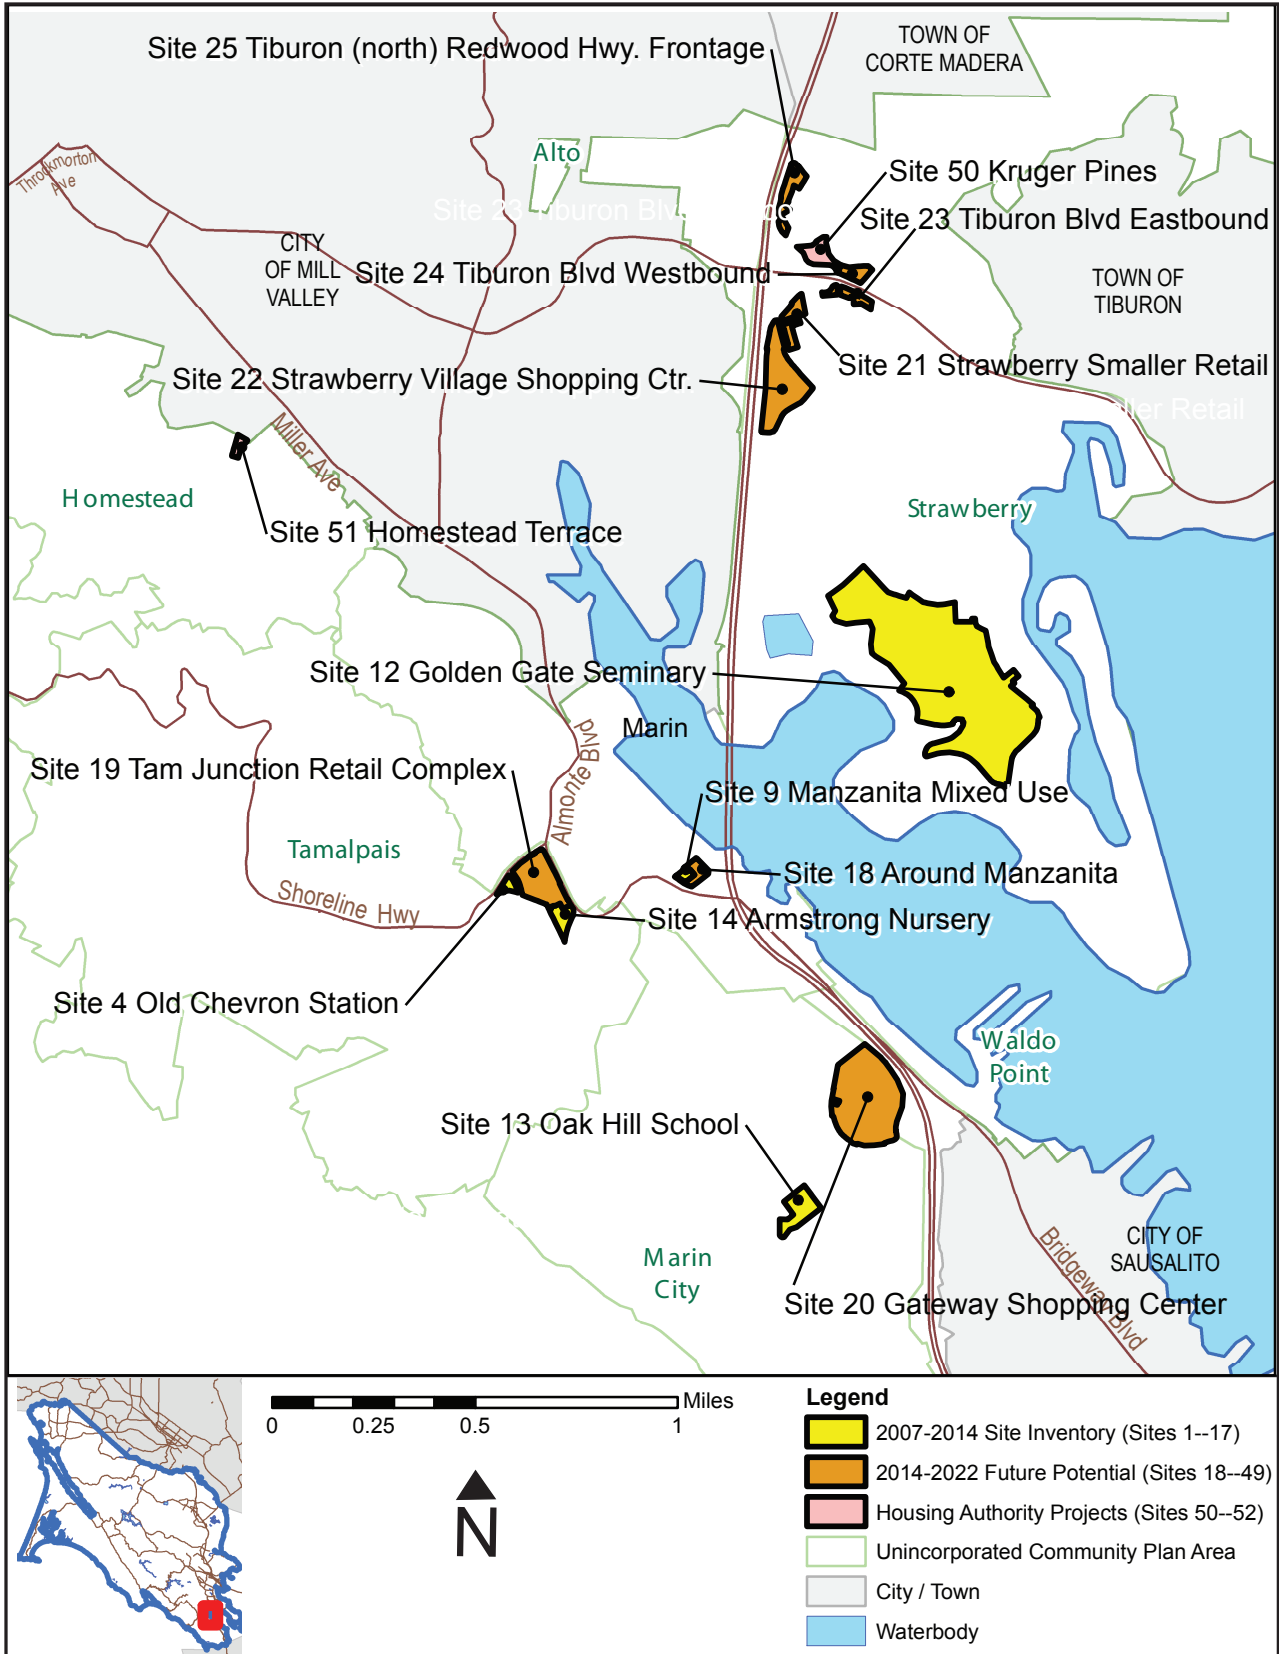 Site 25 Tiburon (north) Redwood Hwy. Frontage
TOWN OF
CORTE MADERA
Throckmorton
Ave
Alto
Site 50 Kruger Pines
Site 23 Tiburon Blv
Site 23 Tiburon Blvd Eastbound
CITY
OF MILL
VALLEY
Site 24 Tiburon Blvd Westbound
TOWN OF
TIBURON
Site 21 Strawberry Smaller Retail
Site 22 Strawberry Village Shopping Ctr.
ller Retail
Miller Ave
Homestead
Strawberry
Site 51 Homestead Terrace
Site 12 Golden Gate Seminary
Marin
Almonte Blvd
Site 19 Tam Junction Retail Complex
Site 9 Manzanita Mixed Use
Tamalpais
Site 18 Around Manzanita
Shoreline Hwy
Site 14 Armstrong Nursery
Site 4 Old Chevron Station
Waldo
Point
Site 13 Oak Hill School
Marin
City
CITY OF
SAUSALITO
Bridgeway Blvd
Site 20 Gateway Shopping Center
Miles
0 0.25 0.5 1
N
Legend
2007-2014 Site Inventory (Sites 1--17)
2014-2022 Future Potential (Sites 18--49)
Housing Authority Projects (Sites 50--52)
Unincorporated Community Plan Area
City / Town
Waterbody